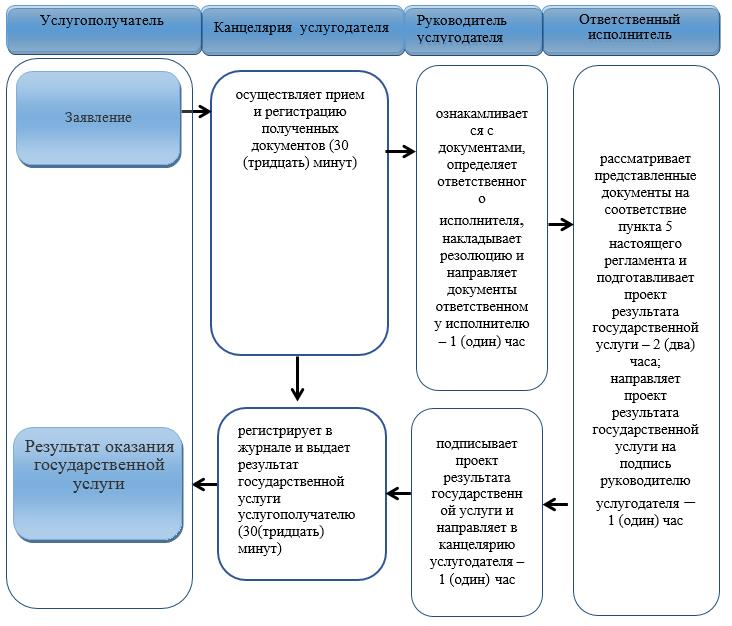 Услугополучатель
Канцелярия услугодателя
Руководитель
услугодателя
Ответственный
исполнитель
Заявление
осуществляет прием
и регистрацию
полученных
документов (30
(тридцать) минут)
ознакамливает
ся с
документами,
определяет
ответственног
о
исполнителя,
накладывает
резолюцию и
направляет
документы
ответственном
у исполнителю
– 1 (один) час
рассматривает
представленные
документы на
соответствие
пункта 5
настоящего
регламента и
подготавливает
проект
результата
государственной
услуги – 2 (два)
часа;
направляет
проект
результата
государственной
услуги на
подпись
руководителю
услугодателя —
1 (один) час
подписывает
проект
результата
государственн
ой услуги и
направляет в
канцелярию
услугодателя –
1 (один) час
регистрирует в
журнале и выдает
результат
государственной
услуги
услугополучателю
(30(тридцать)
минут)
Результат оказания
государственной
услуги